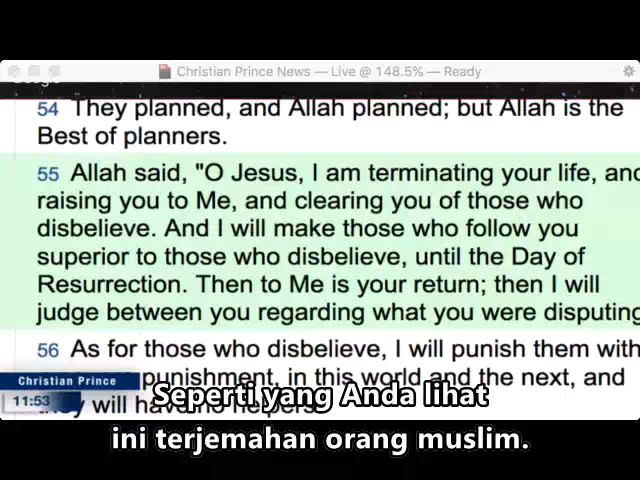 Christian Prince News — Live @ 148.5% — Ready
54 They planned, and Allah planned; but Allah is the
Best of planners.
55 Allah said, "O Jesus, I am terminating your life, and
raising you to Me, and clearing you of those who
disbelieve. And I will make those who follow you
superior to those who disbelieve, until the Day of
Resurrection. Then to Me is your return; then I will
judge between you regarding what you were disputing
56 As for those who disbelieve, I will punish them with
punishment, in this world and the next, and
they will have no helpers
Christian Prince
11:53
Seperti yang Anda lihat
ini terjemahan orang muslim.